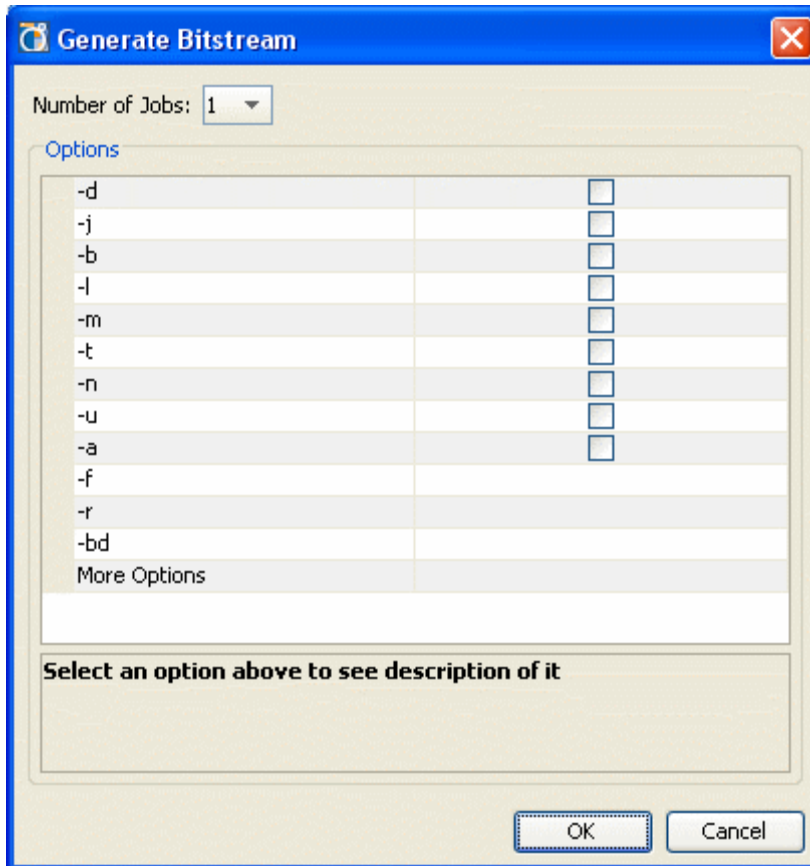 Generate Bitstream
Number of Jobs: 1
Options
-d
-j
-b
-l
-m
-t
-n
-u
-a
-f
-r
-bd
More Options
Select an option above to see description of it
OK Cancel